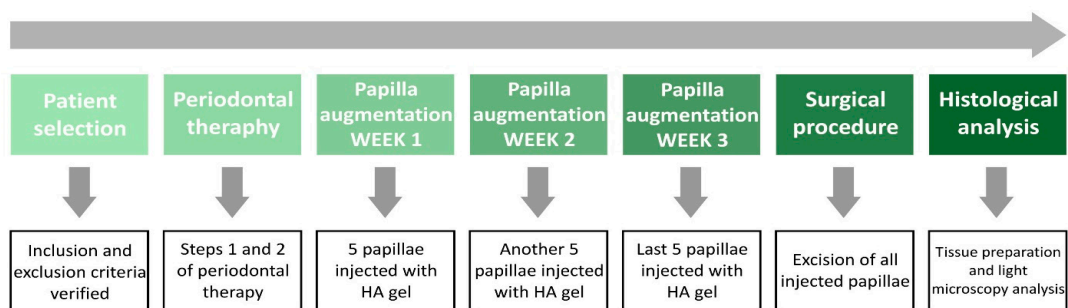 Patient
selection
Periodontal
theraphy
Papilla
augmentation
WEEK 1
Papilla
augmentation
WEEK 2
Papilla
augmentation
WEEK 3
Surgical
procedure
Histological
analysis
Inclusion and
exclusion criteria
verified
Steps 1 and 2
of periodontal
therapy
5 papillae
injected with
HA gel
Another 5
papillae injected
with HA gel
Last 5 papillae
injected with
HA gel
Excision of all
injected papillae
Tissue preparation
and light
microscopy analysis